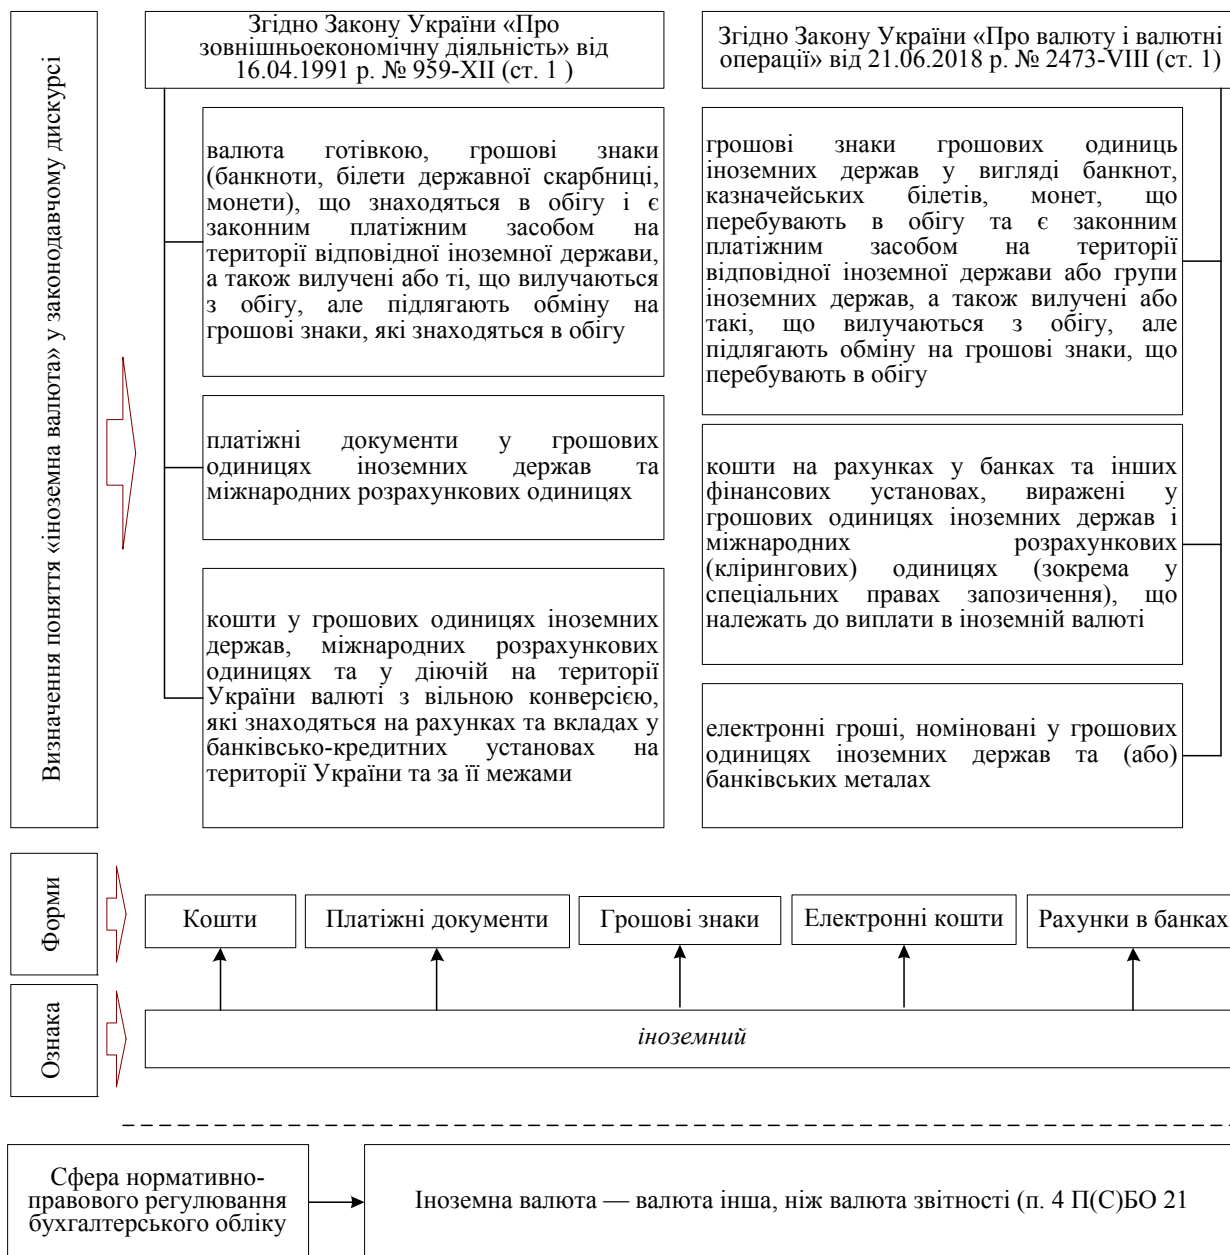 Визначення поняття «іноземна валюта» у законодавчому дискурсі
Згідно Закону України «Про
зовнішньоекономічну діяльність» від
16.04.1991 р. № 959-XII (ст. 1 )
валюта готівкою, грошові знаки
(банкноти, білети державної скарбниці,
монети), що знаходяться в обігу і є
законним платіжним засобом на
території відповідної іноземної держави,
а також вилучені або ті, що вилучаються
з обігу, але підлягають обміну на
грошові знаки, які знаходяться в обігу
платіжні документи у грошових
одиницях іноземних держав та
міжнародних розрахункових одиницях
кошти у грошових одиницях іноземних
держав, міжнародних розрахункових
одиницях та у діючій на території
України валюті з вільною конверсією,
які знаходяться на рахунках та вкладах у
банківсько-кредитних установах на
території України та за її межами
Згідно Закону України «Про валюту і валютні
операції» від 21.06.2018 р. № 2473-VIII (ст. 1)
грошові знаки грошових одиниць
іноземних держав у вигляді банкнот,
казначейських білетів, монет, що
перебувають в обігу та є законним
платіжним засобом на території
відповідної іноземної держави або групи
іноземних держав, а також вилучені або
такі, що вилучаються з обігу, але
підлягають обміну на грошові знаки, що
перебувають в обігу
кошти на рахунках у банках та інших
фінансових установах, виражені у
грошових одиницях іноземних держав і
міжнародних розрахункових
(клірингових) одиницях (зокрема у
спеціальних правах запозичення), що
належать до виплати в іноземній валюті
електронні гроші, номіновані у грошових
одиницях іноземних держав та (або)
банківських металах
Форми
Кошти
Платіжні документи
Грошові знаки
Електронні кошти
Рахунки в банках
Ознака
іноземний
Сфера нормативно-
правового регулювання
бухгалтерського обліку
Іноземна валюта — валюта інша, ніж валюта звітності (п. 4 П(С)БО 21